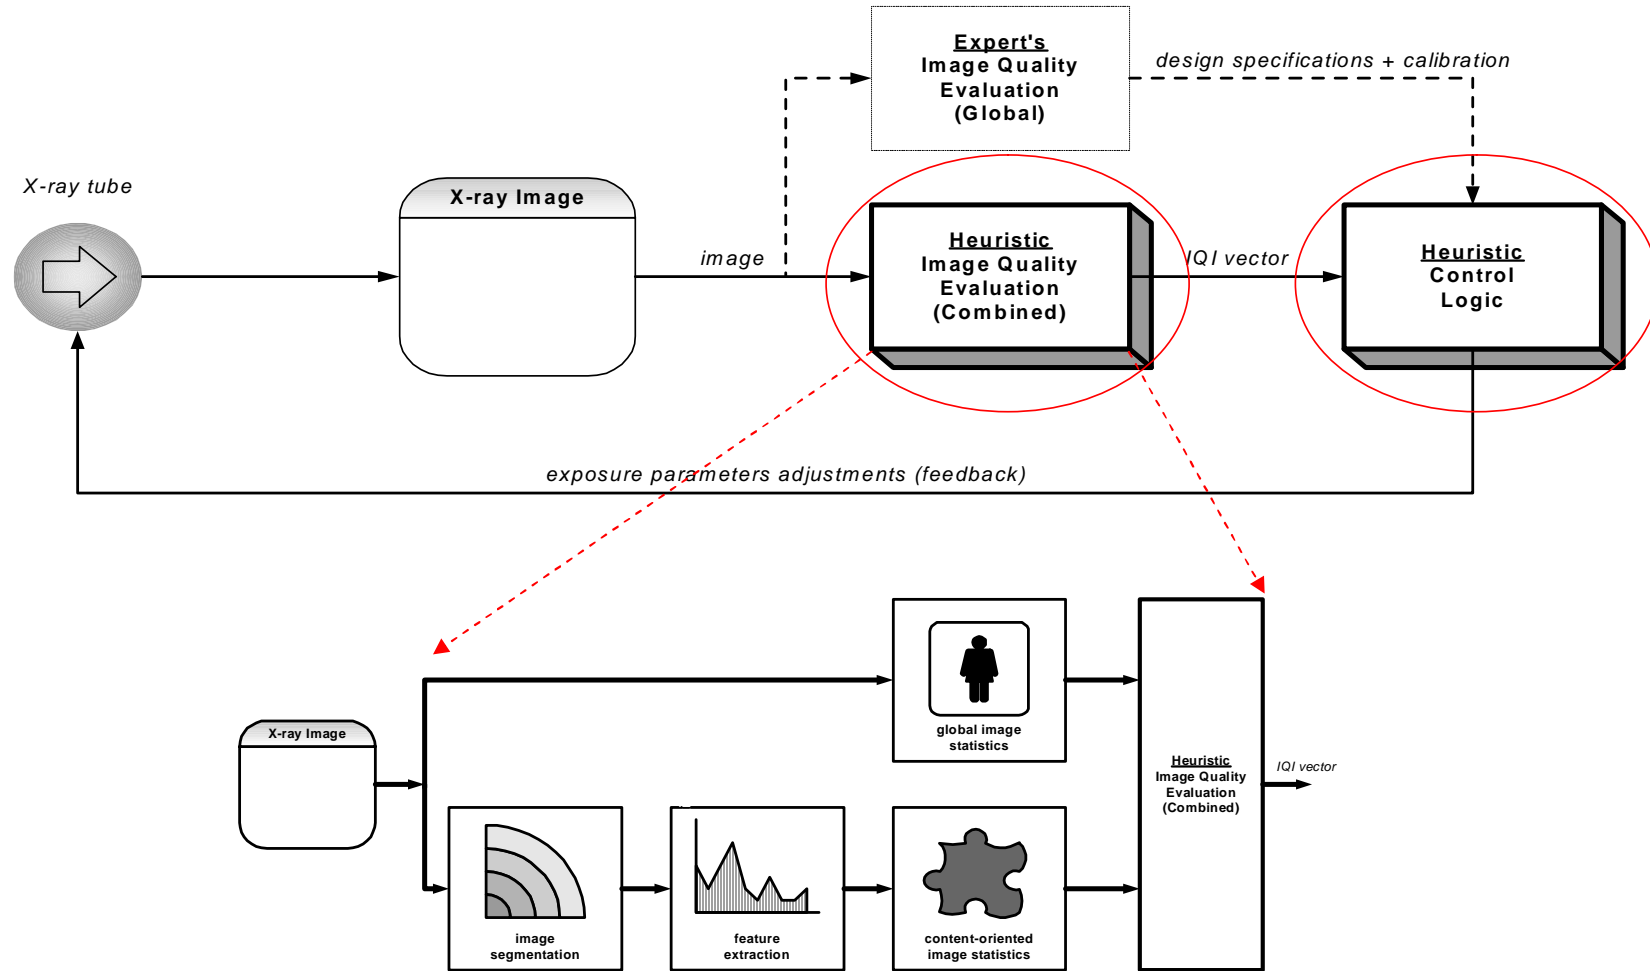 Expert's
Image Quality
Evaluation
(Global)
design specifications + calibration
X-ray tube
X-ray Image
image
Heuristic
Image Quality
Evaluation
(Combined)
IQI vector
Heuristic
Control
Logic
exposure parameters adjustments (feedback)
X-ray Image
global image
statistics
Heuristic
Image Quality
Evaluation
(Combined)
IQI vector
image
segmentation
feature
extraction
content-oriented
image statistics